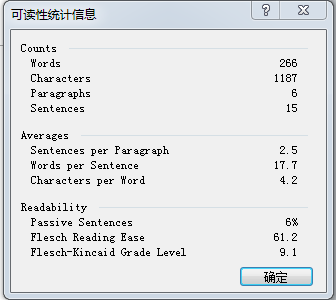 可读性统计信息
Counts
Words 266
Characters 1187
Paragraphs 6
Sentences 15
Averages
Sentences per Paragraph 2.5
Words per Sentence 17.7
Characters per Word 4.2
Readability
Passive Sentences 6%
Flesch Reading Ease 61.2
Flesch-Kincaid Grade Level 9.1
确定